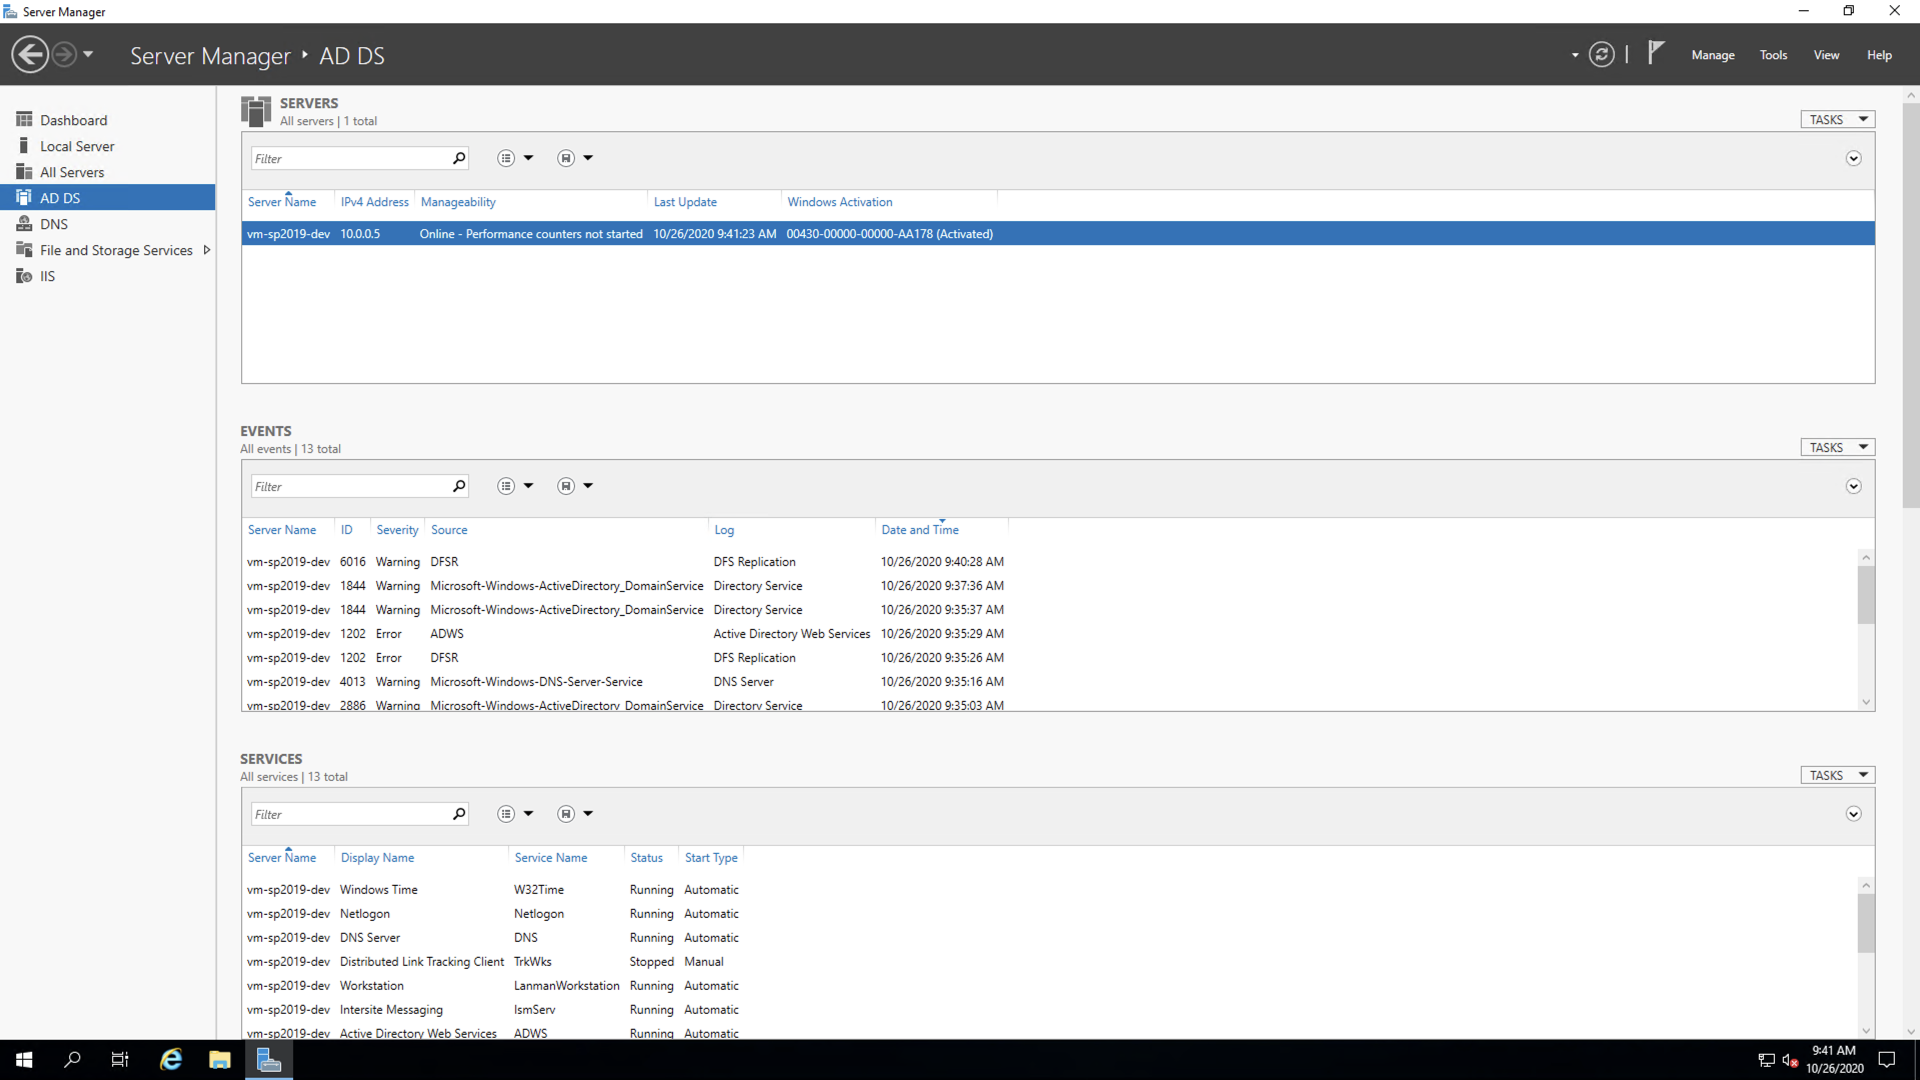 Server Manager
Server Manager ‣ AD DS
Manage Tools View Help
Dashboard
Local Server
All Servers
AD DS
DNS
File and Storage Services
IIS
SERVERS
All servers | 1 total
TASKS
Filter
Server Name IPv4 Address Manageability Last Update Windows Activation
vm-sp2019-dev 10.0.0.5 Online - Performance counters not started 10/26/2020 9:41:23 AM 00430-00000-00000-AA178 (Activated)
EVENTS
All events | 13 total
TASKS
Filter
Server Name ID Severity Source Log Date and Time
vm-sp2019-dev 6016 Warning DFSR DFS Replication 10/26/2020 9:40:28 AM
vm-sp2019-dev 1844 Warning Microsoft-Windows-ActiveDirectory_DomainService Directory Service 10/26/2020 9:37:36 AM
vm-sp2019-dev 1844 Warning Microsoft-Windows-ActiveDirectory_DomainService Directory Service 10/26/2020 9:35:37 AM
vm-sp2019-dev 1202 Error ADWS Active Directory Web Services 10/26/2020 9:35:29 AM
vm-sp2019-dev 1202 Error DFSR DFS Replication 10/26/2020 9:35:26 AM
vm-sp2019-dev 4013 Warning Microsoft-Windows-DNS-Server-Service DNS Server 10/26/2020 9:35:16 AM
vm-sp2019-dev 2886 Warning Microsoft-Windows-ActiveDirectory_DomainService Directory Service 10/26/2020 9:35:03 AM
SERVICES
All services | 13 total
TASKS
Filter
Server Name Display Name Service Name Status Start Type
vm-sp2019-dev Windows Time W32Time Running Automatic
vm-sp2019-dev Netlogon Netlogon Running Automatic
vm-sp2019-dev DNS Server DNS Running Automatic
vm-sp2019-dev Distributed Link Tracking Client TrkWks Stopped Manual
vm-sp2019-dev Workstation LanmanWorkstation Running Automatic
vm-sp2019-dev Intersite Messaging IsmServ Running Automatic
vm-sp2019-dev Active Directory Web Services ADWS Running Automatic
9:41 AM
10/26/2020